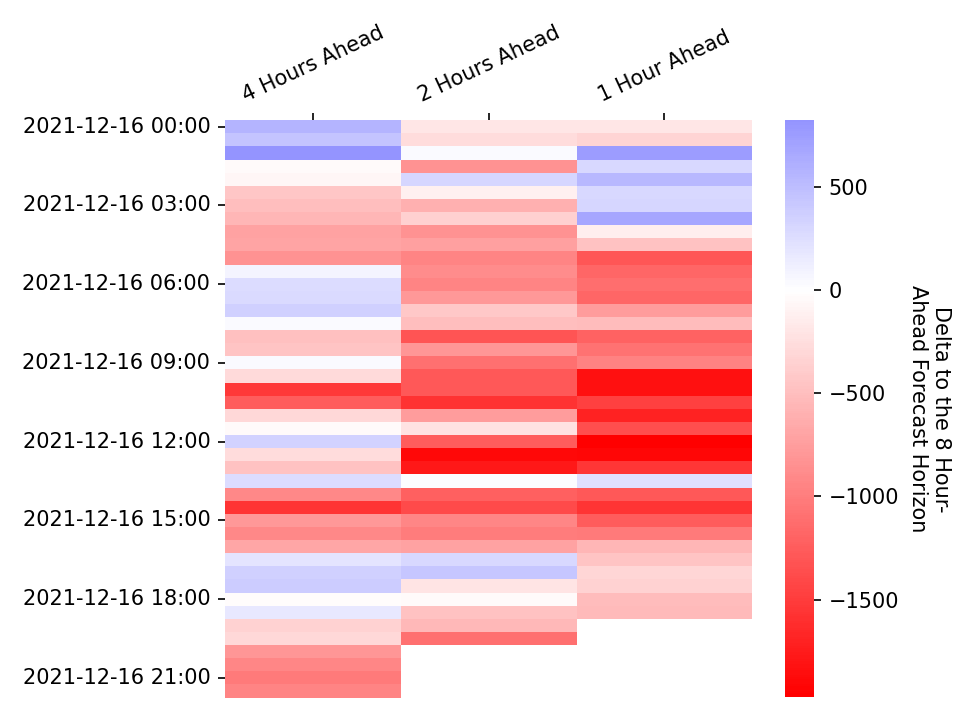 4 Hours Ahead
2 Hours Ahead
1 Hour Ahead
2021-12-16 00:00
2021-12-16 03:00
2021-12-16 06:00
2021-12-16 09:00
2021-12-16 12:00
2021-12-16 15:00
2021-12-16 18:00
2021-12-16 21:00
500
0
−500
−1000
−1500
Delta to the 8 Hour-
Ahead Forecast Horizon